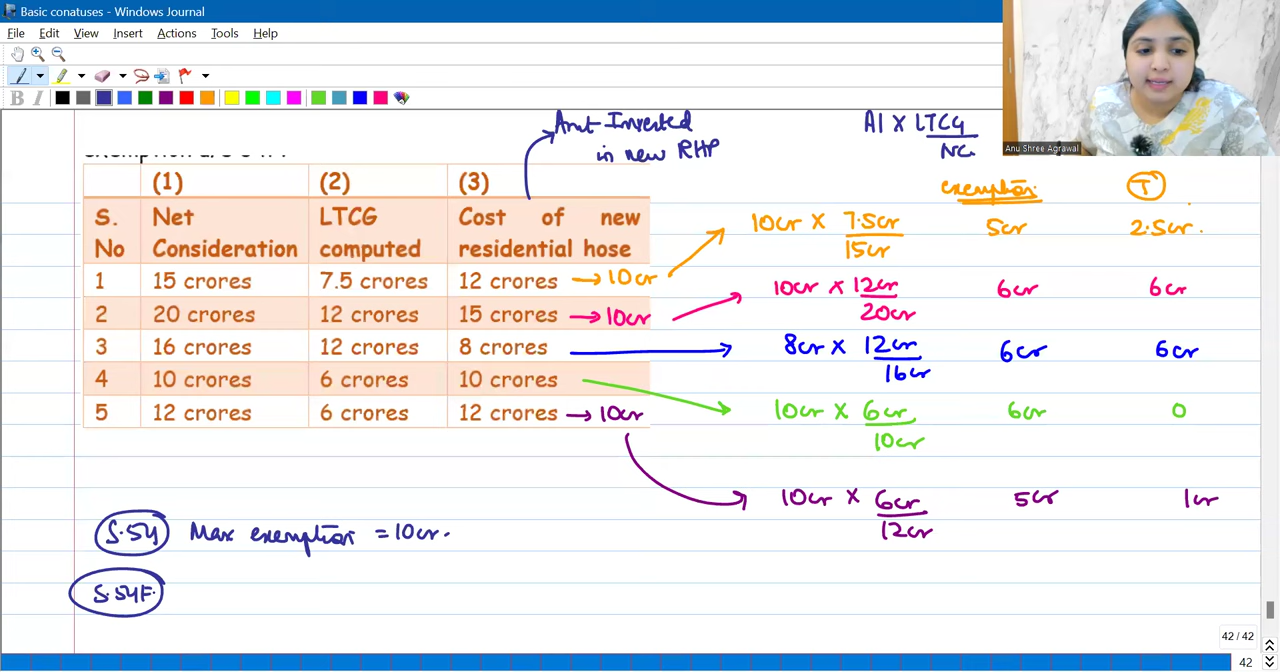 Basic conatuses - Windows Journal
File Edit View Insert Actions Tools Help
B I
Anu Shree Agrawal
Amt Invested
in new RHP
AI X LTCG
NC
(1) (2) (3)
S. No Net Consideration LTCG computed Cost of new residential hose
1 15 crores 7.5 crores 12 crores → 10cr
2 20 crores 12 crores 15 crores → 10cr
3 16 crores 12 crores 8 crores
4 10 crores 6 crores 10 crores
5 12 crores 6 crores 12 crores → 10cr
exemption T
10cr X 7.5cr 5cr 2.5cr.
15cr
10cr X 12cr 6cr 6cr
20cr
8cr X 12cr 6cr 6cr
16cr
10cr X 6cr 6cr 0
10cr
10cr X 6cr 5cr 1cr
12cr
S.54 Max exemption = 10cr.
S.54F.
42 / 42
42